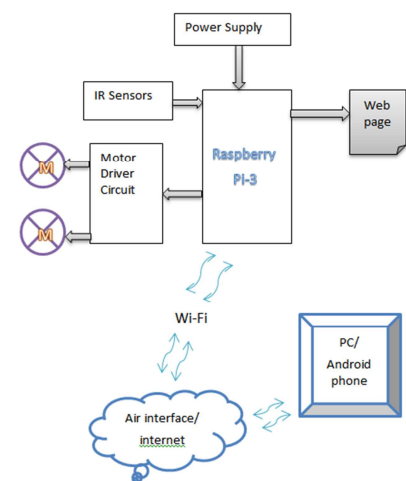 Power Supply
IR Sensors
Web
page
Raspberry
Pi-3
Motor
Driver
Circuit
M
M
Wi-Fi
PC/
Android
phone
Air interface/
internet